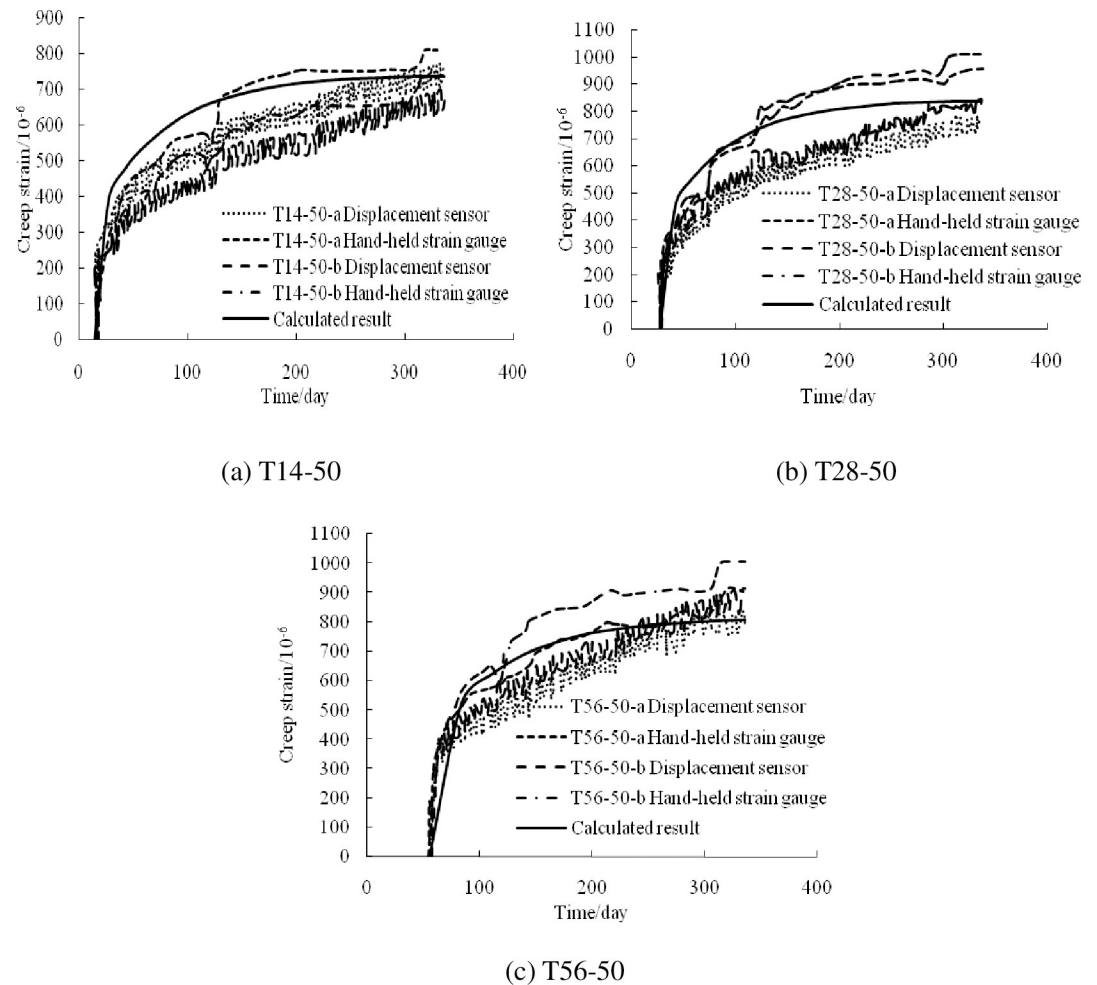 900
800
700
600
500
400
300
200
100
0
Creep strain/10-6
T14-50-a Displacement sensor
T14-50-a Hand-held strain gauge
T14-50-b Displacement sensor
T14-50-b Hand-held strain gauge
Calculated result
0 100 200 300 400
Time/day
(a) T14-50
1100
1000
900
800
700
600
500
400
300
200
100
0
Creep strain/10-6
T28-50-a Displacement sensor
T28-50-a Hand-held strain gauge
T28-50-b Displacement sensor
T28-50-b Hand-held strain gauge
Calculated result
0 100 200 300 400
Time/day
(b) T28-50
1100
1000
900
800
700
600
500
400
300
200
100
0
Creep strain/10-6
T56-50-a Displacement sensor
T56-50-a Hand-held strain gauge
T56-50-b Displacement sensor
T56-50-b Hand-held strain gauge
Calculated result
0 100 200 300 400
Time/day
(c) T56-50